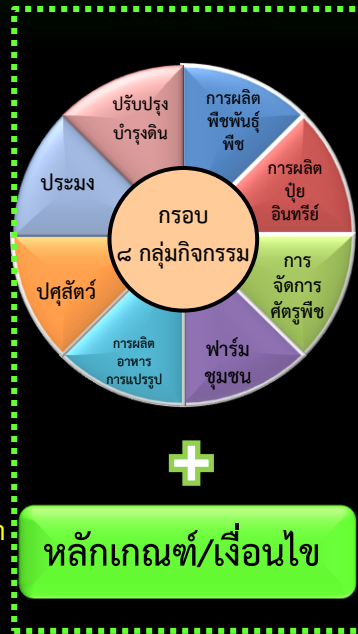 การผลิต
พืชพันธุ์
พืช
การผลิต
ปุ๋ย
อินทรีย์
การ
จัดการ
ศัตรูพืช
ฟาร์ม
ชุมชน
การผลิต
อาหาร
การแปรรูป
ปศุสัตว์
ประมง
ปรับปรุง
บำรุงดิน
กรอบ
๘ กลุ่มกิจกรรม
หลักเกณฑ์/เงื่อนไข